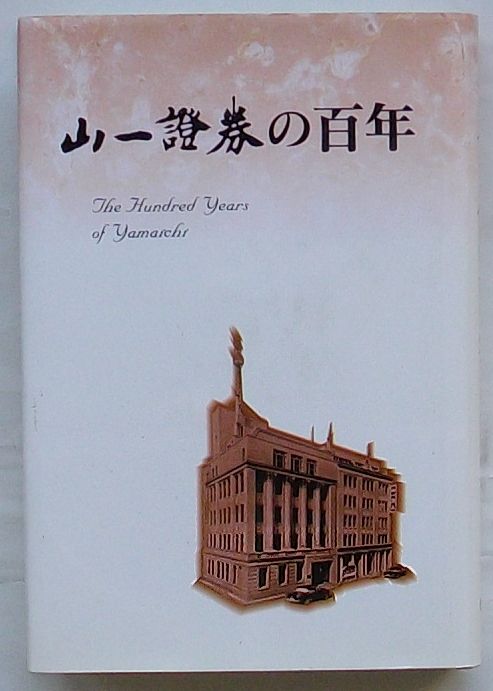 山一證券の百年
The Hundred Years
of Yamaichi